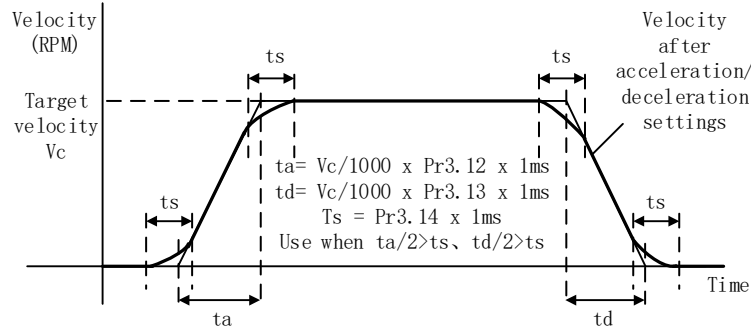 Velocity
(RPM)
ts
ts
Velocity
after
acceleration/
deceleration
settings
Target
velocity
Vc
ta= Vc/1000 x Pr3.12 x 1ms
td= Vc/1000 x Pr3.13 x 1ms
Ts = Pr3.14 x 1ms
Use when ta/2>ts、td/2>ts
ts
ts
Time
ta
td